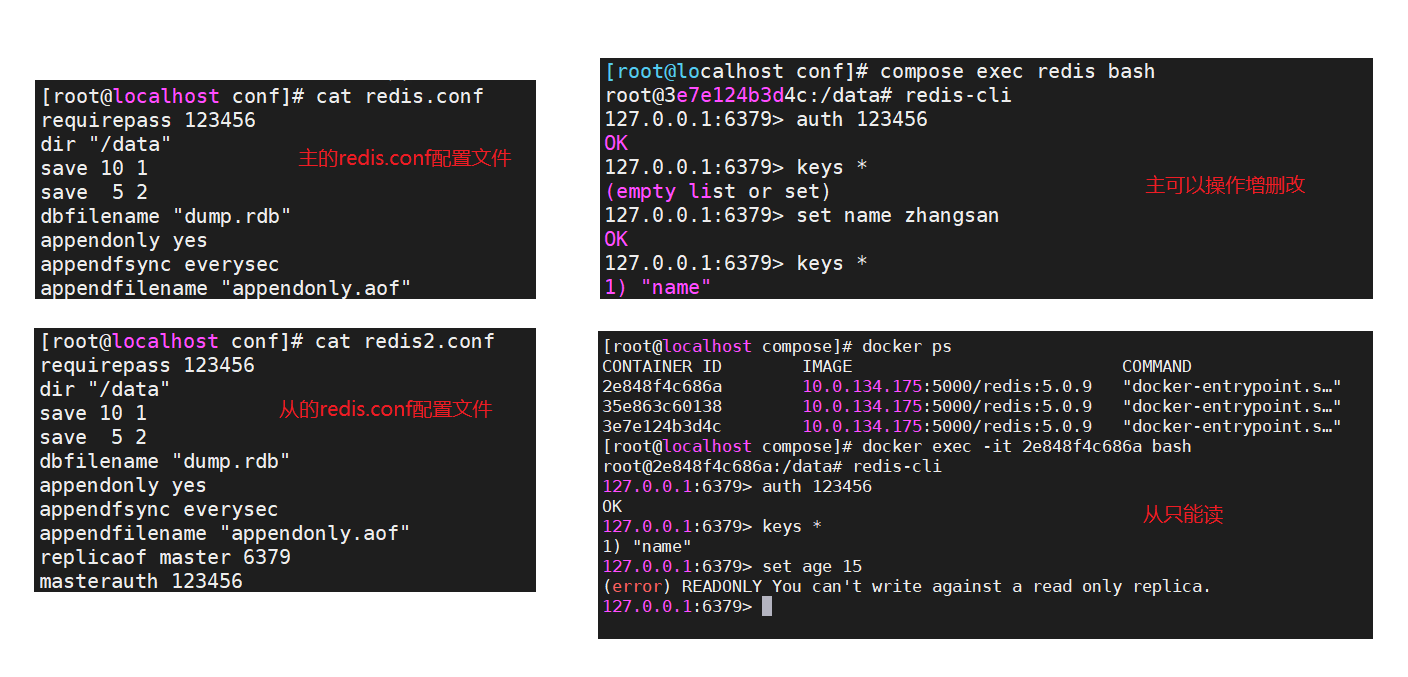 [root@localhost conf]# cat redis.conf
requirepass 123456
dir "/data"
save 10 1
save  5 2
dbfilename "dump.rdb"
appendonly yes
appendfsync everysec
appendfilename "appendonly.aof"
主的redis.conf配置文件
[root@localhost conf]# compose exec redis bash
root@3e7e124b3d4c:/data# redis-cli
127.0.0.1:6379> auth 123456
OK
127.0.0.1:6379> keys *
(empty list or set)
127.0.0.1:6379> set name zhangsan
OK
127.0.0.1:6379> keys *
1) "name"
主可以操作增删改
[root@localhost conf]# cat redis2.conf
requirepass 123456
dir "/data"
save 10 1
save  5 2
dbfilename "dump.rdb"
appendonly yes
appendfsync everysec
appendfilename "appendonly.aof"
replicaof master 6379
masterauth 123456
从的redis.conf配置文件
[root@localhost compose]# docker ps
CONTAINER ID        IMAGE                           COMMAND
2e848f4c686a        10.0.134.175:5000/redis:5.0.9   "docker-entrypoint.s…"
35e863c60138        10.0.134.175:5000/redis:5.0.9   "docker-entrypoint.s…"
3e7e124b3d4c        10.0.134.175:5000/redis:5.0.9   "docker-entrypoint.s…"
[root@localhost compose]# docker exec -it 2e848f4c686a bash
root@2e848f4c686a:/data# redis-cli
127.0.0.1:6379> auth 123456
OK
127.0.0.1:6379> keys *
1) "name"
127.0.0.1:6379> set age 15
(error) READONLY You can't write against a read only replica.
127.0.0.1:6379>
从只能读